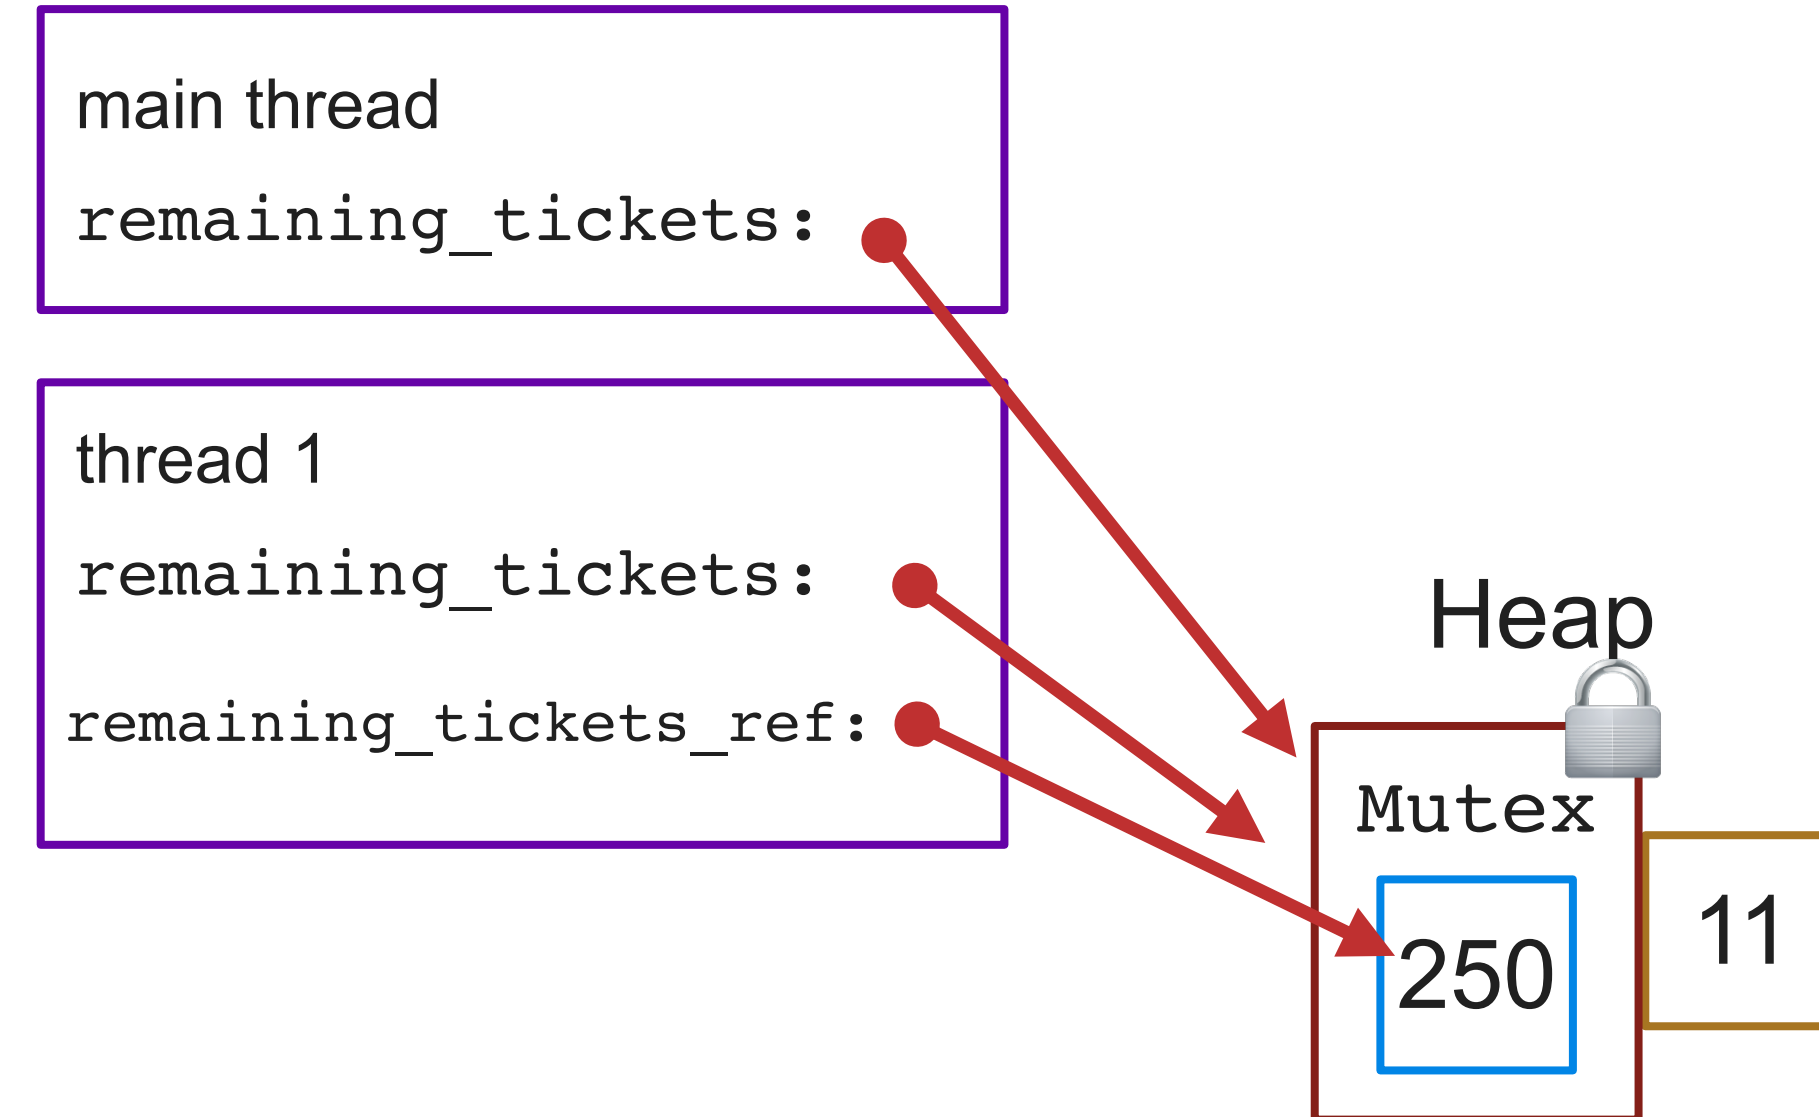 main thread
remaining_tickets:
thread 1
remaining_tickets:
remaining_tickets_ref:
Heap
Mutex
250
11